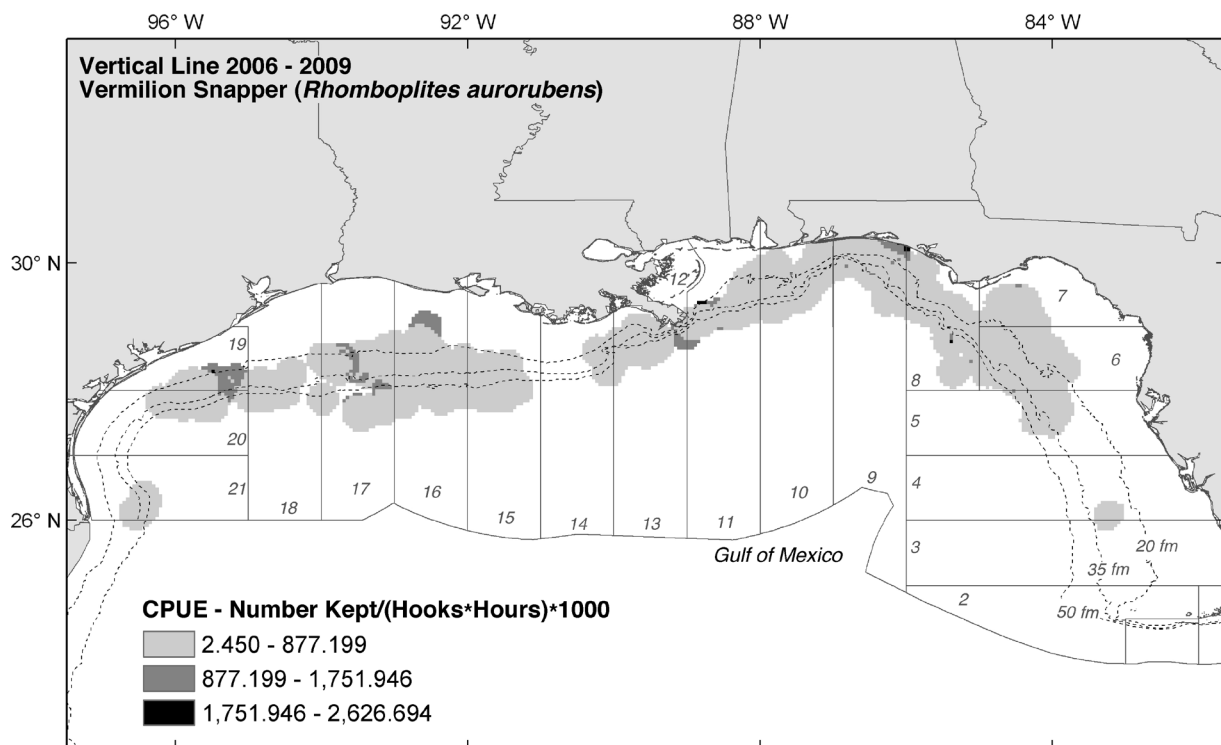 96° W 92° W 88° W 84° W
Vertical Line 2006 - 2009
Vermilion Snapper (Rhomboplites aurorubens)
30° N
12
7
19
6
8
5
20
21
18
17
16
15
14
13
11
10
9
4
26° N
Gulf of Mexico
3
20 fm
35 fm
2
50 fm
CPUE - Number Kept/(Hooks*Hours)*1000
2.450 - 877.199
877.199 - 1,751.946
1,751.946 - 2,626.694